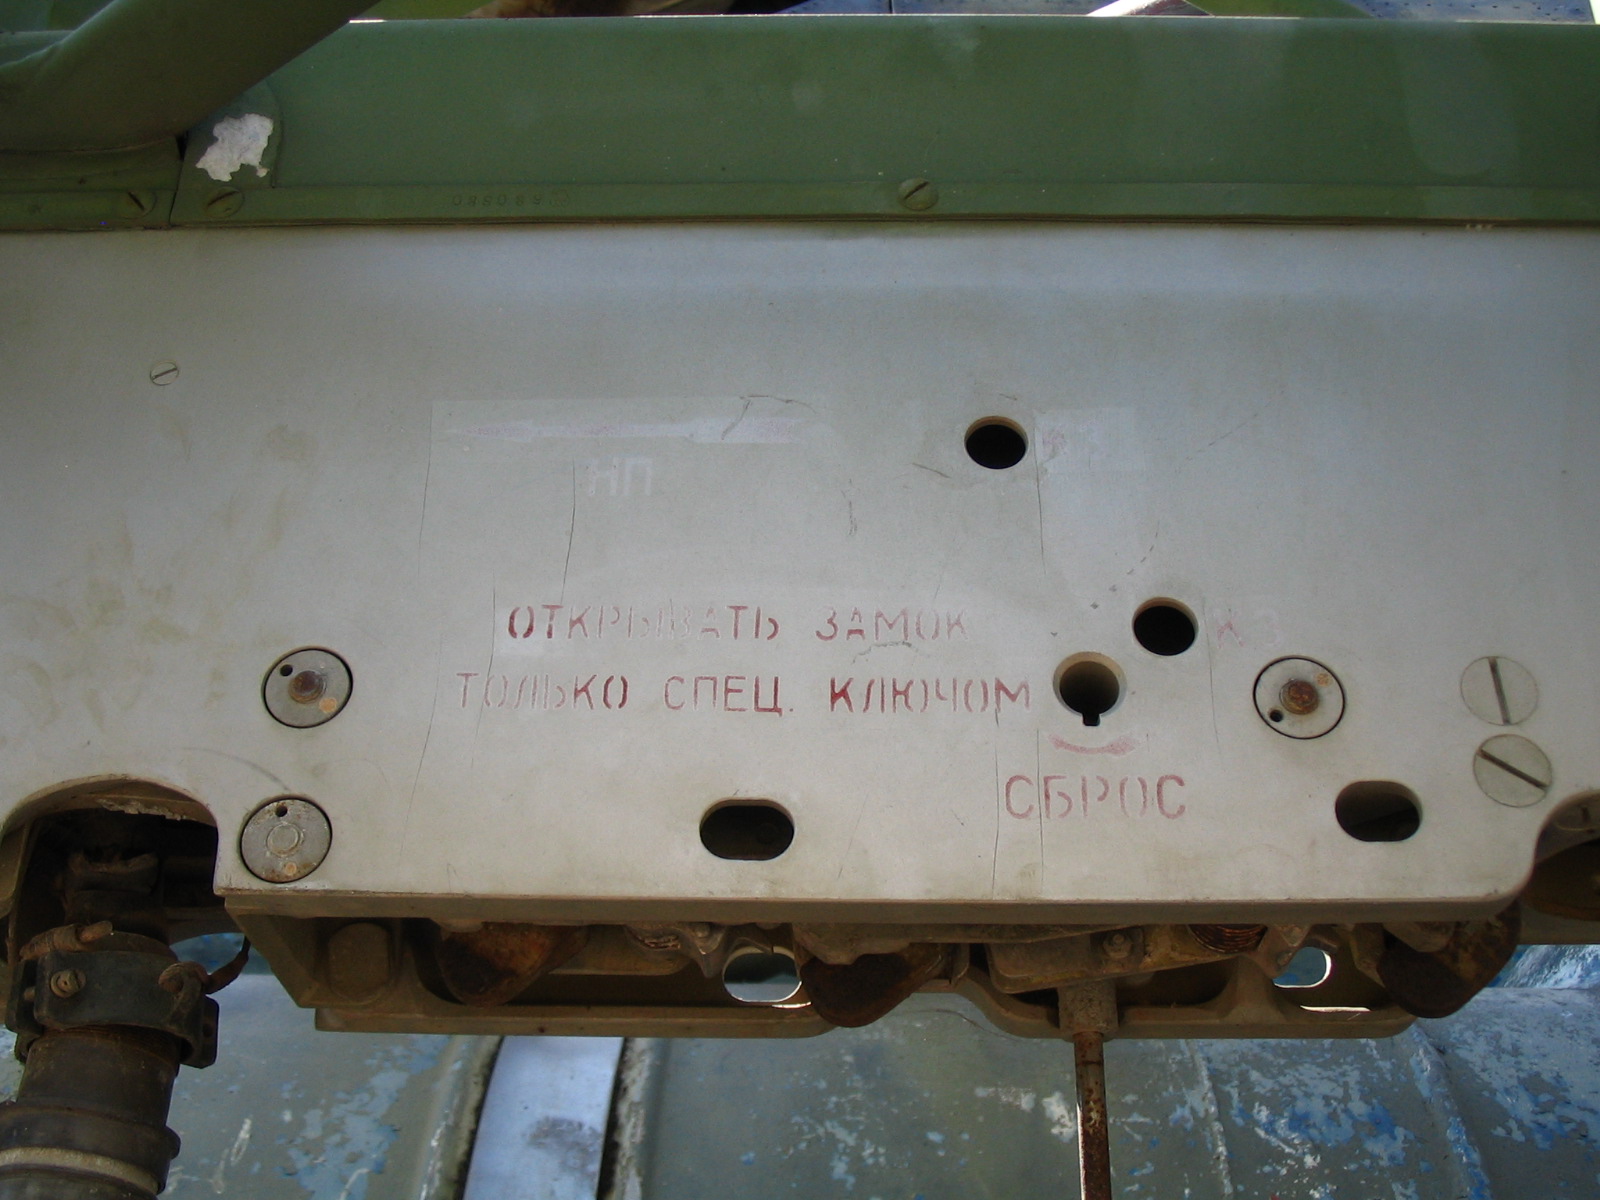 НП
ОТКРЫВАТЬ ЗАМОК
ТОЛЬКО СПЕЦ. КЛЮЧОМ
СБРОС